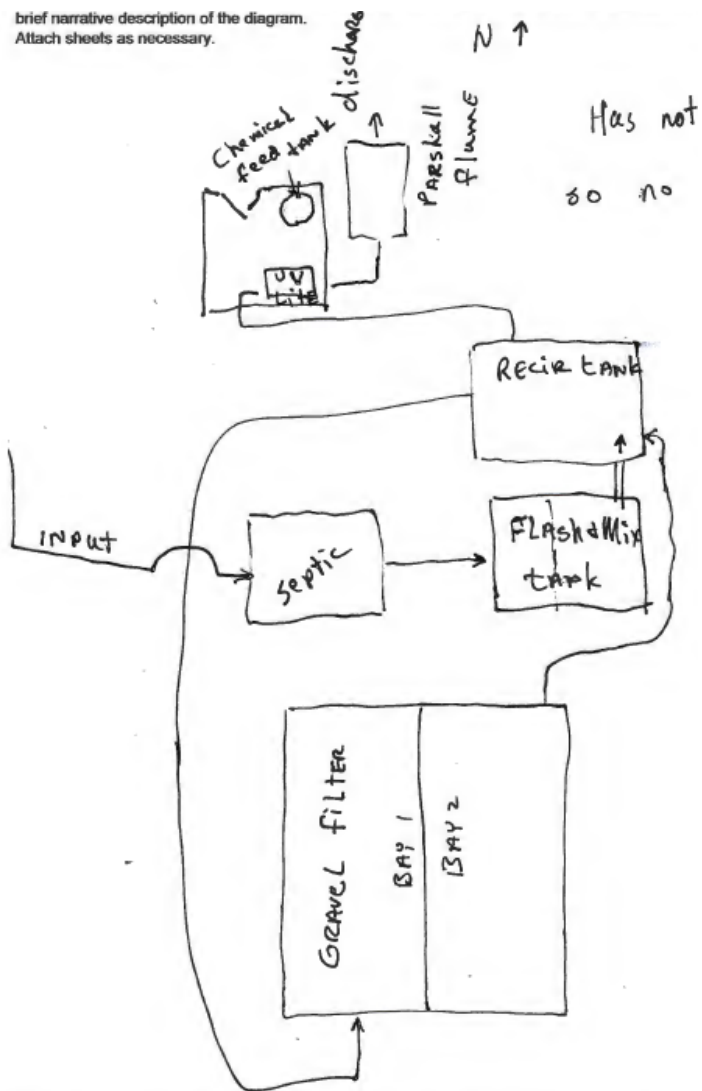 brief narrative description of the diagram.
Attach sheets as necessary.
N
discharg
Chemical
feed tank
PARshall
flume
Has not
so no
UV
LitE
RECIR tANK
INPUT
septic
FLAsh & Mix
tANK
GRAVEL FILTER
BAY 1
BAY 2